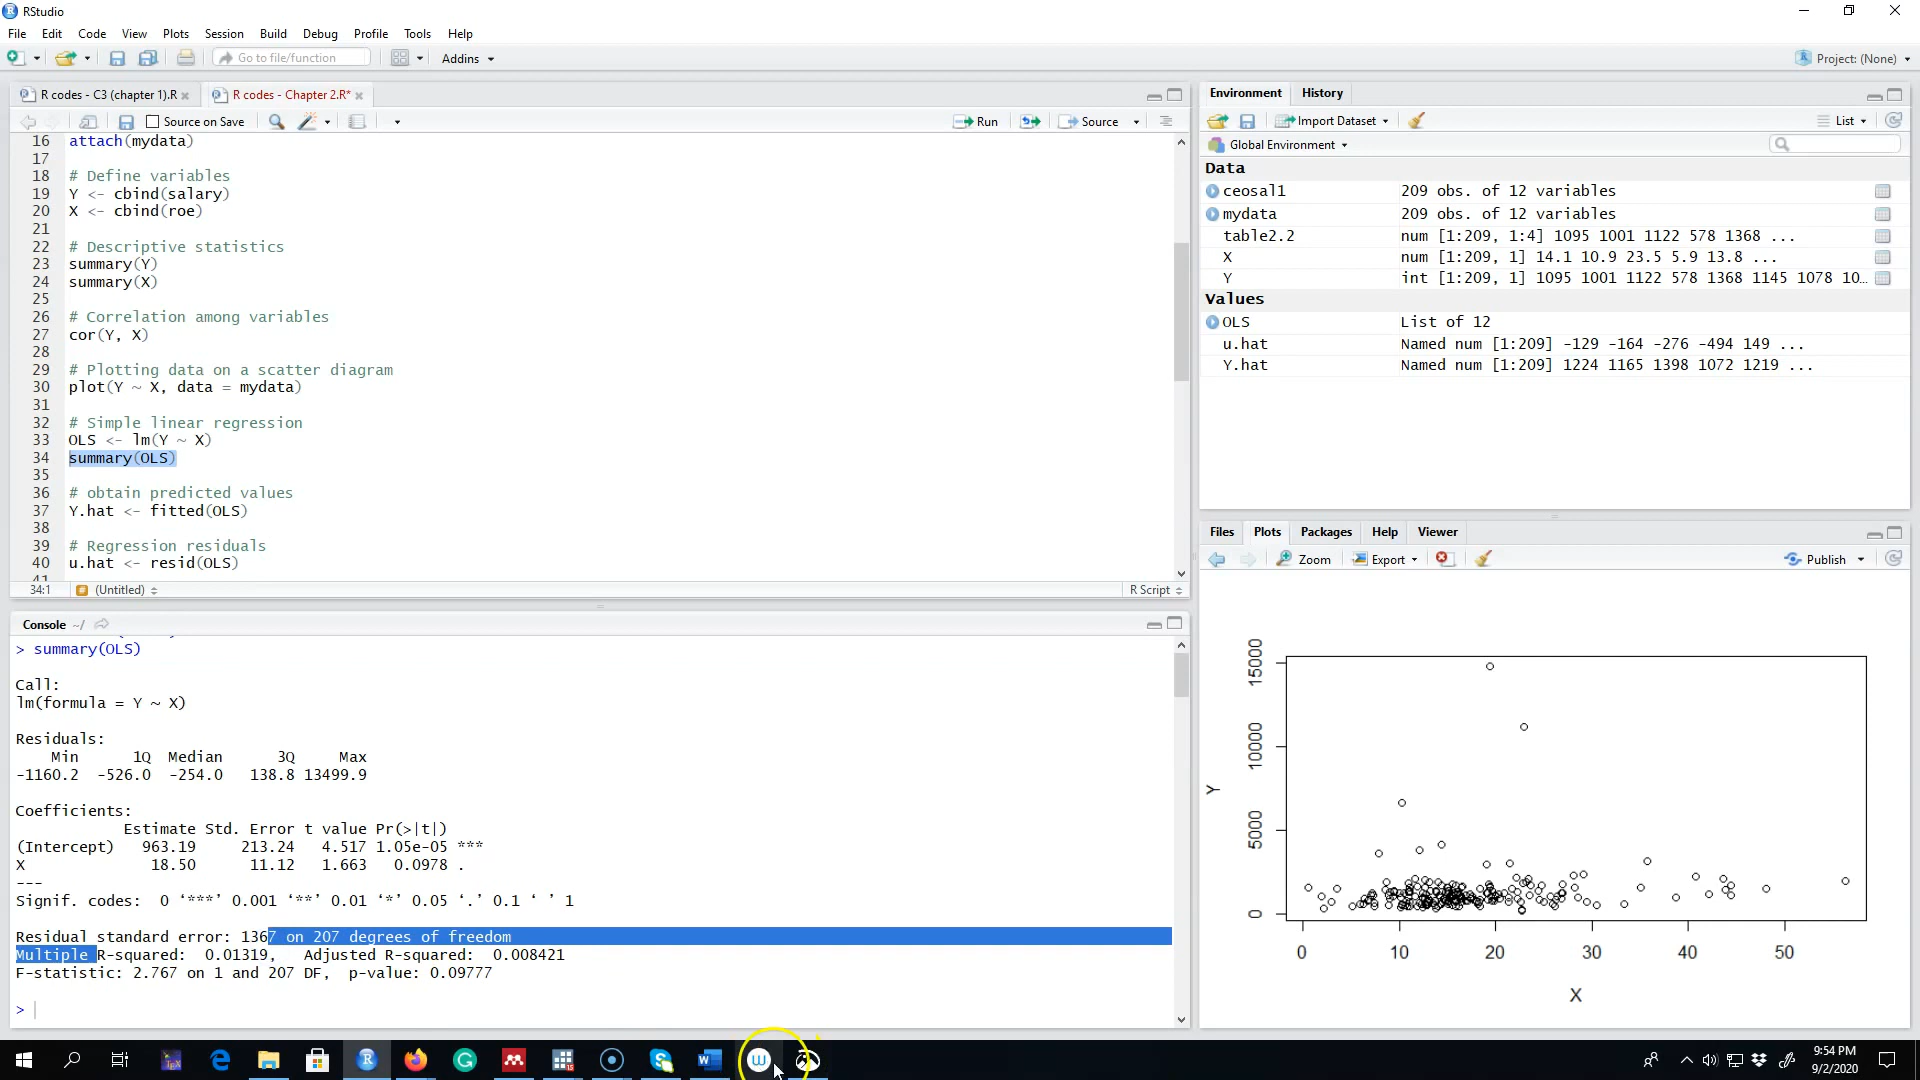 RStudio
File Edit Code View Plots Session Build Debug Profile Tools Help
Go to file/function Addins Project: (None)
R codes - C3 (chapter 1).R R codes - Chapter 2.R*
Source on Save Run Source
16 attach(mydata)
17
18 # Define variables
19 Y <- cbind(salary)
20 X <- cbind(roe)
21
22 # Descriptive statistics
23 summary(Y)
24 summary(X)
25
26 # Correlation among variables
27 cor(Y, X)
28
29 # Plotting data on a scatter diagram
30 plot(Y ~ X, data = mydata)
31
32 # Simple linear regression
33 OLS <- lm(Y ~ X)
34 summary(OLS)
35
36 # obtain predicted values
37 Y.hat <- fitted(OLS)
38
39 # Regression residuals
40 u.hat <- resid(OLS)
41
34:1 (Untitled) R Script
Console ~/
> summary(OLS)
Call:
lm(formula = Y ~ X)
Residuals:
Min 1Q Median 3Q Max
-1160.2 -526.0 -254.0 138.8 13499.9
Coefficients:
Estimate Std. Error t value Pr(>|t|)
(Intercept) 963.19 213.24 4.517 1.05e-05 ***
X 18.50 11.12 1.663 0.0978 .
---
Signif. codes: 0 ‘***’ 0.001 ‘**’ 0.01 ‘*’ 0.05 ‘.’ 0.1 ‘ ’ 1
Residual standard error: 1367 on 207 degrees of freedom
Multiple R-squared: 0.01319, Adjusted R-squared: 0.008421
F-statistic: 2.767 on 1 and 207 DF, p-value: 0.09777
>
Environment History
Import Dataset List
Global Environment
Data
ceosal1 209 obs. of 12 variables
mydata 209 obs. of 12 variables
table2.2 num [1:209, 1:4] 1095 1001 1122 578 1368 ...
X num [1:209, 1] 14.1 10.9 23.5 5.9 13.8 ...
Y int [1:209, 1] 1095 1001 1122 578 1368 1145 1078 10...
Values
OLS List of 12
u.hat Named num [1:209] -129 -164 -276 -494 149 ...
Y.hat Named num [1:209] 1224 1165 1398 1072 1219 ...
Files Plots Packages Help Viewer
Zoom Export Publish
15000
10000
5000
0
Y
0 10 20 30 40 50
X
9:54 PM
9/2/2020